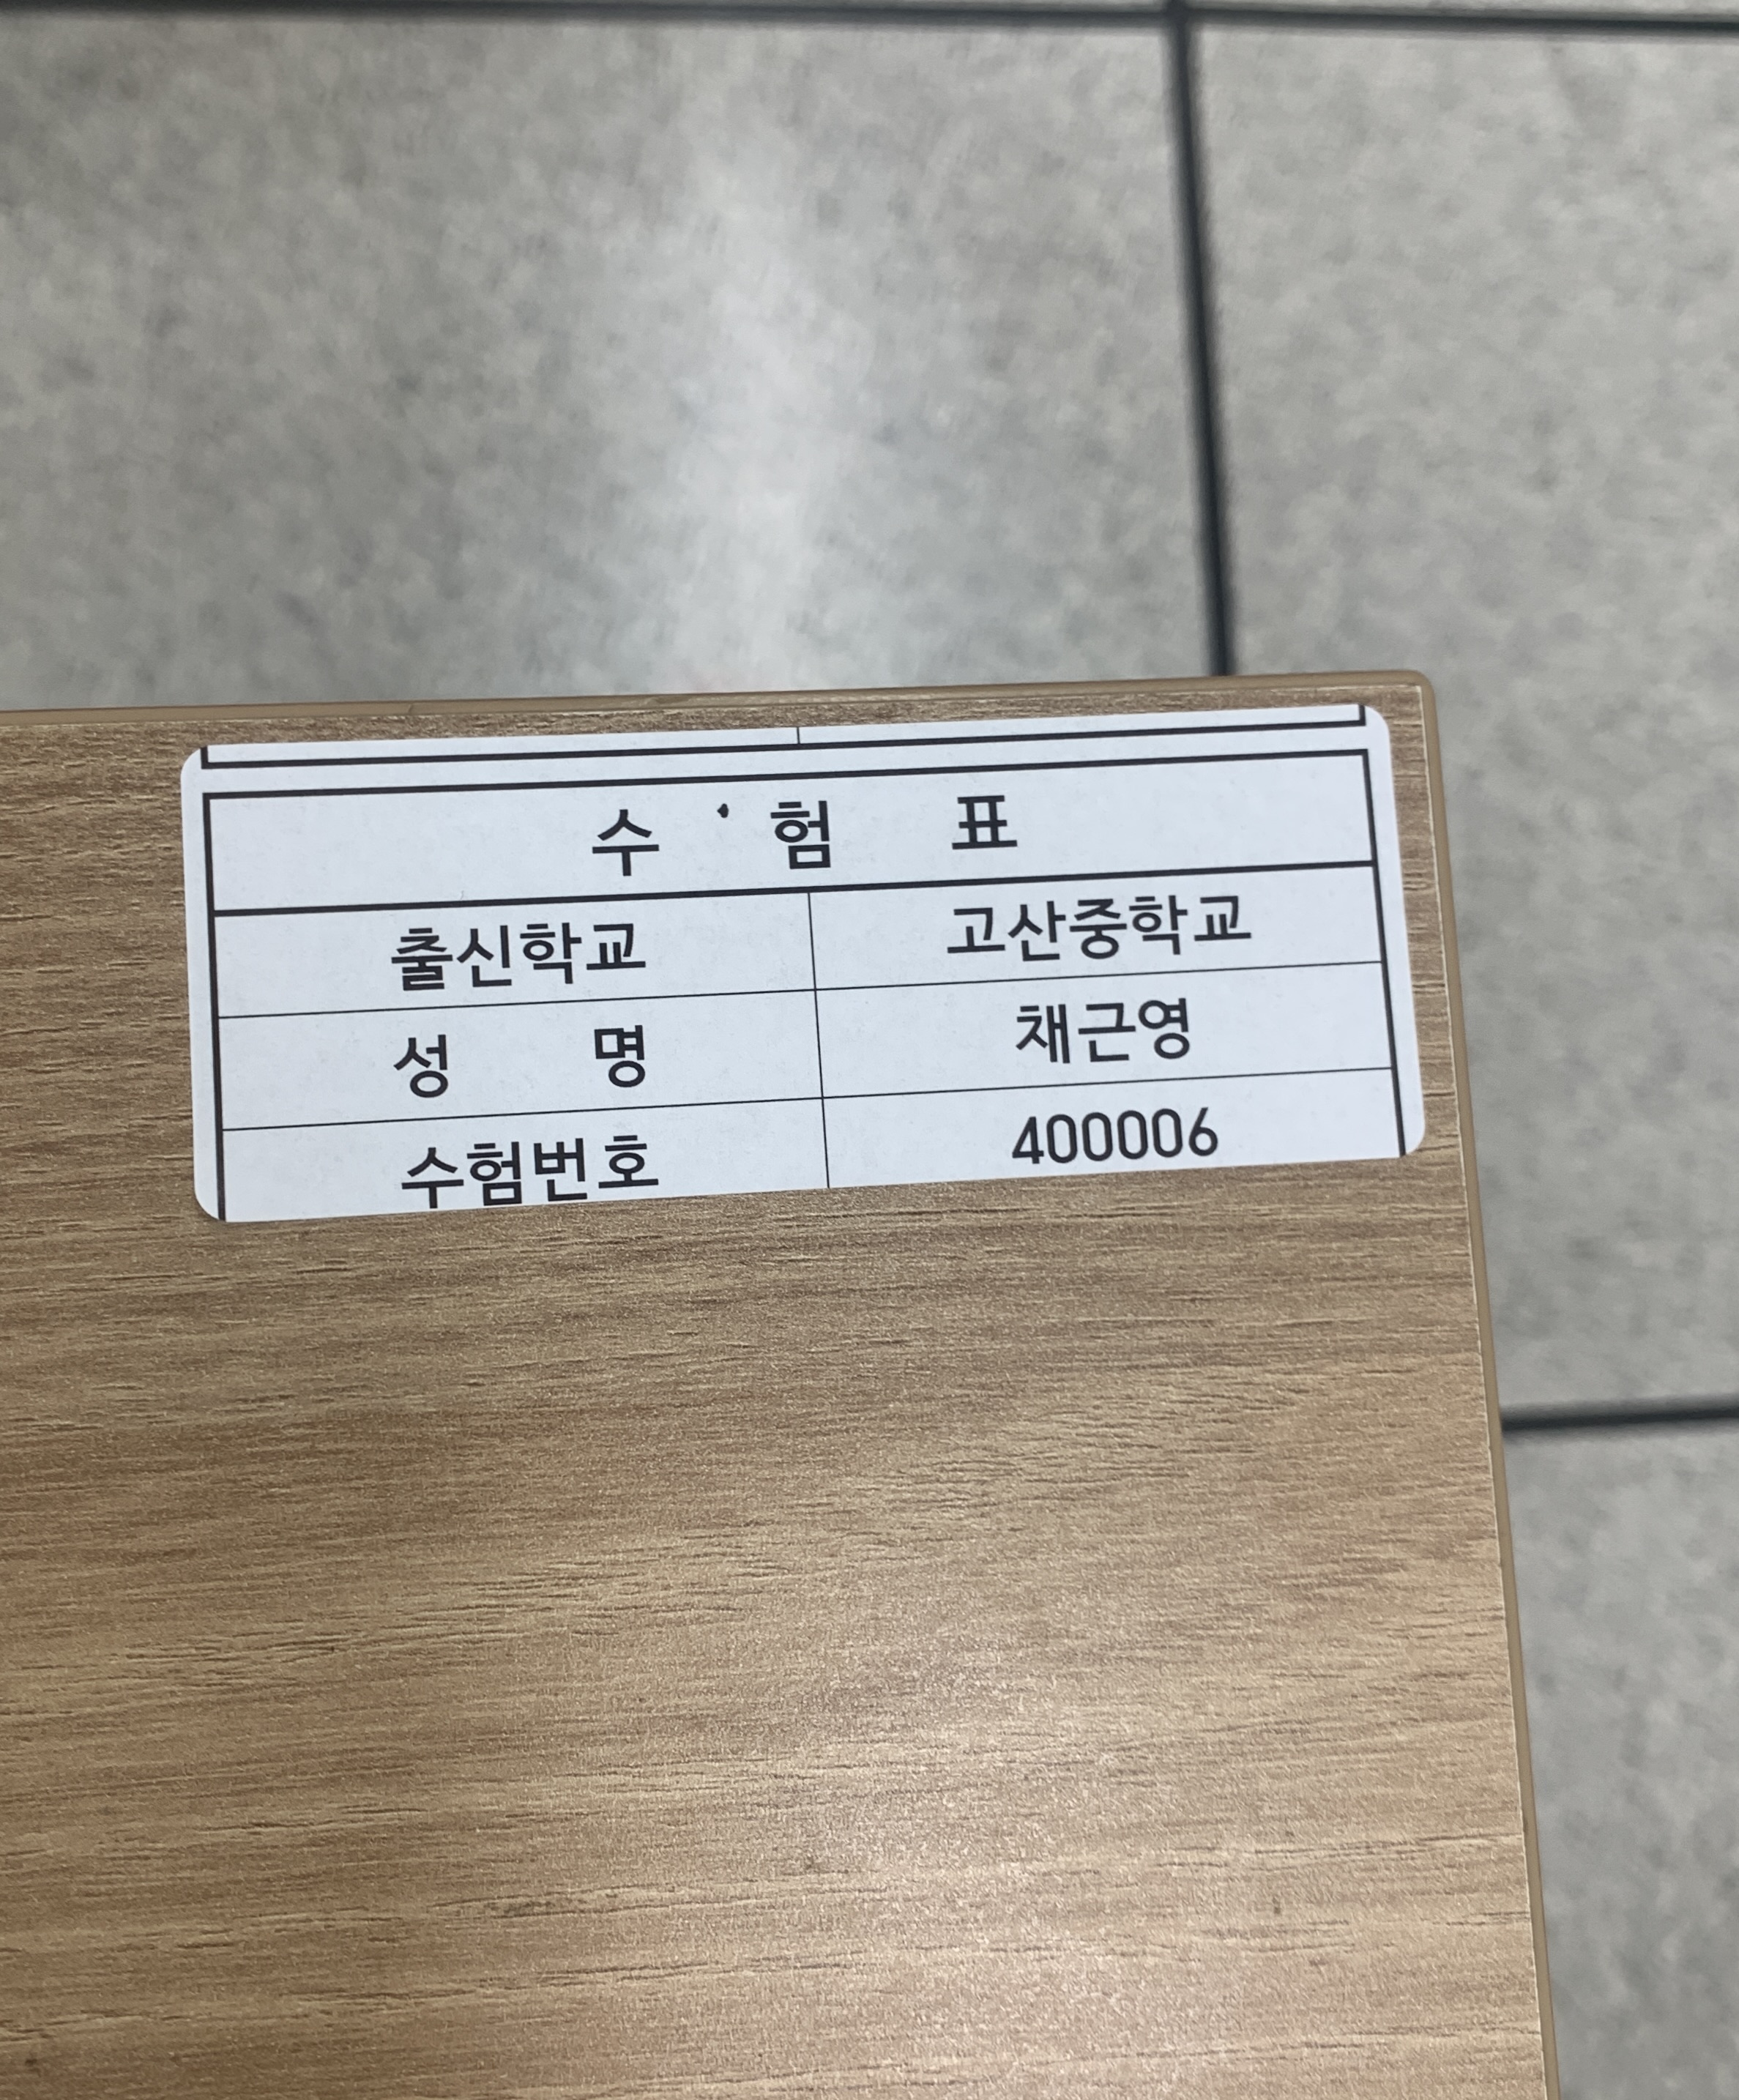 수 험 표
출신학교 고산중학교
성 명 채근영
수험번호 400006